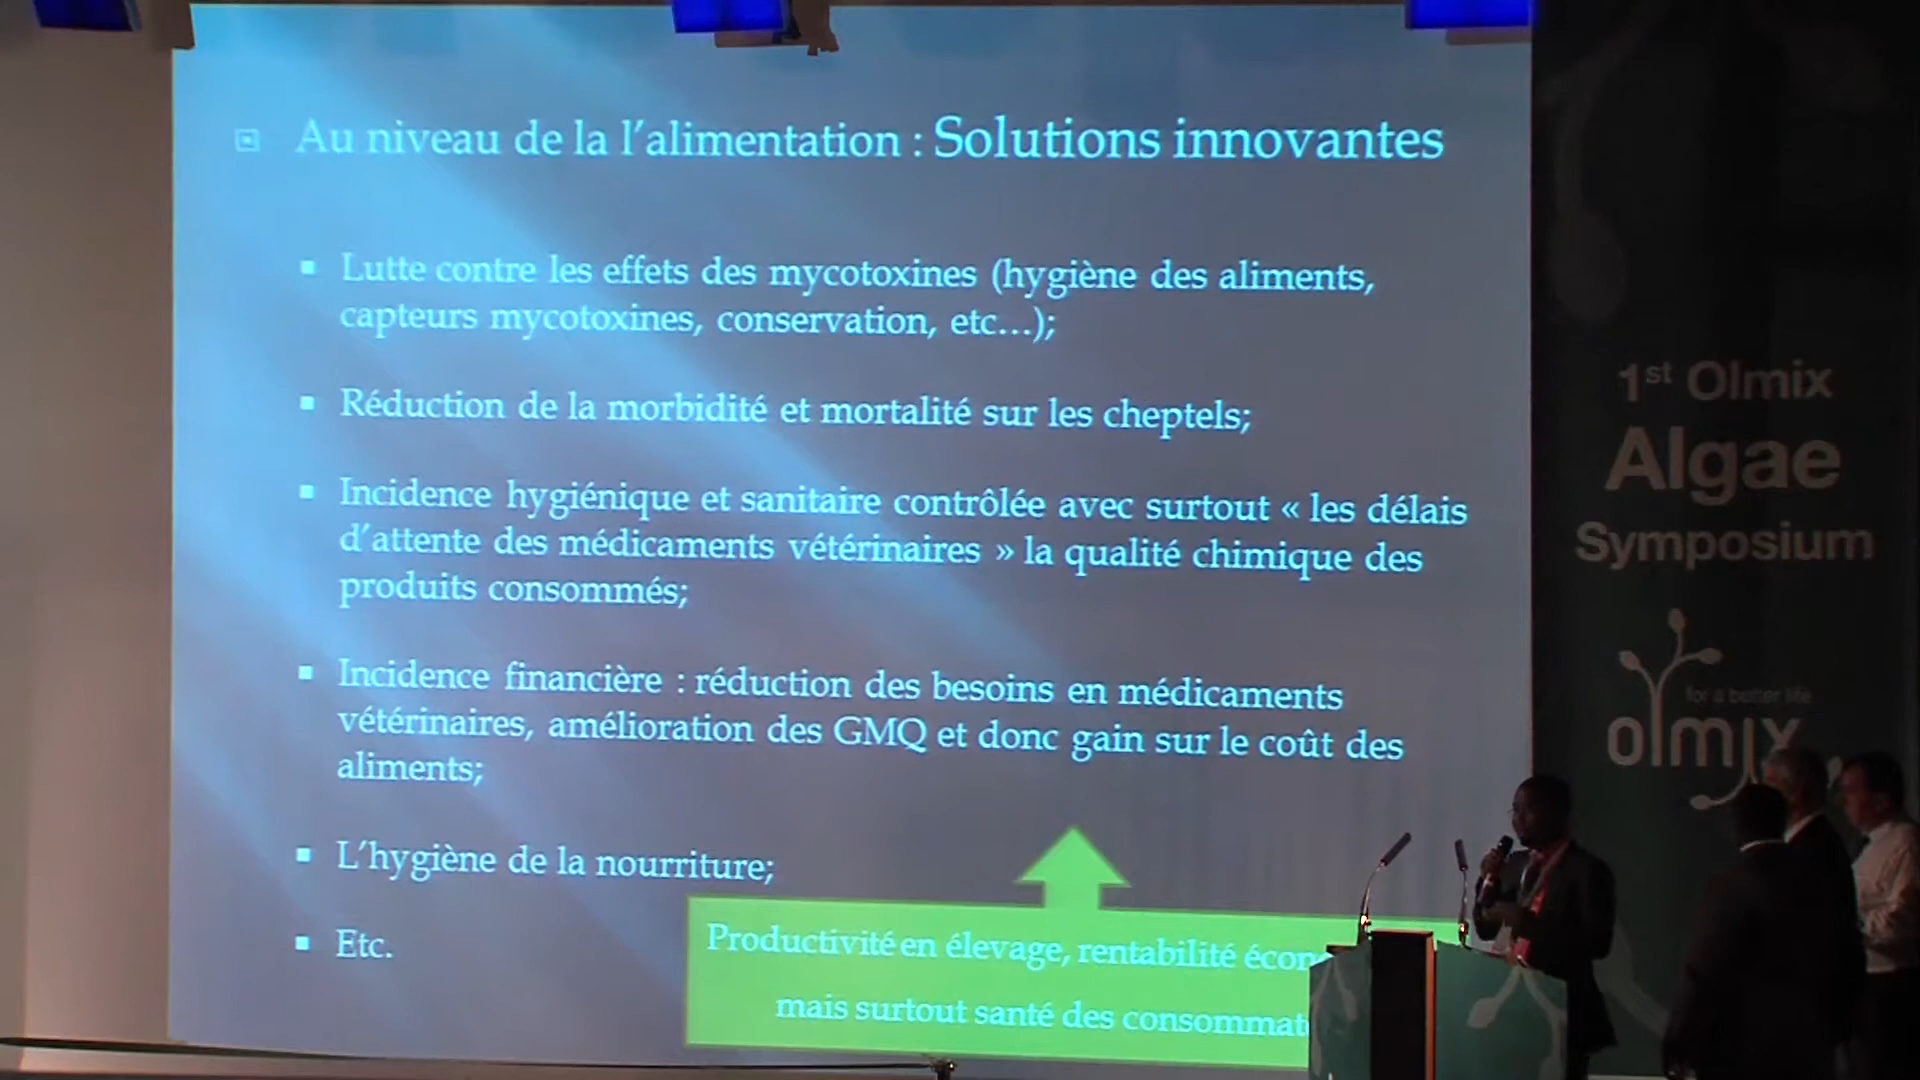 Au niveau de la l'alimentation : Solutions innovantes
Lutte contre les effets des mycotoxines (hygiène des aliments,
capteurs mycotoxines, conservation, etc...);
Réduction de la morbidité et mortalité sur les cheptels;
Incidence hygiénique et sanitaire contrôlée avec surtout « les délais
d'attente des médicaments vétérinaires » la qualité chimique des
produits consommés;
Incidence financière : réduction des besoins en médicaments
vétérinaires, amélioration des GMQ et donc gain sur le coût des
aliments;
L'hygiène de la nourriture;
Etc.
Productivité en élevage, rentabilité
mais surtout santé des
1st Olmix
Algae
Symposium
for a better life
olmix